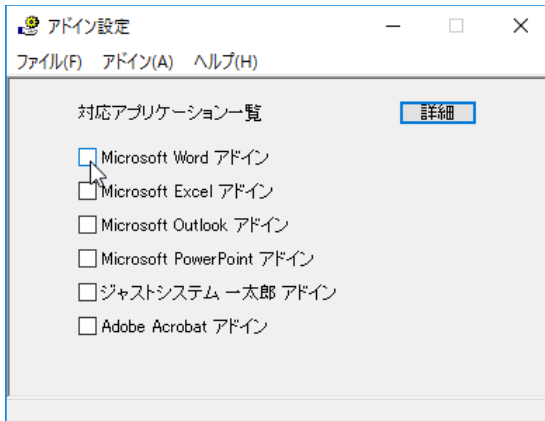 アドイン設定
ファイル(F) アドイン(A) ヘルプ(H)
対応アプリケーション一覧 詳細
Microsoft Word アドイン
Microsoft Excel アドイン
Microsoft Outlook アドイン
Microsoft PowerPoint アドイン
ジャストシステム 一太郎 アドイン
Adobe Acrobat アドイン